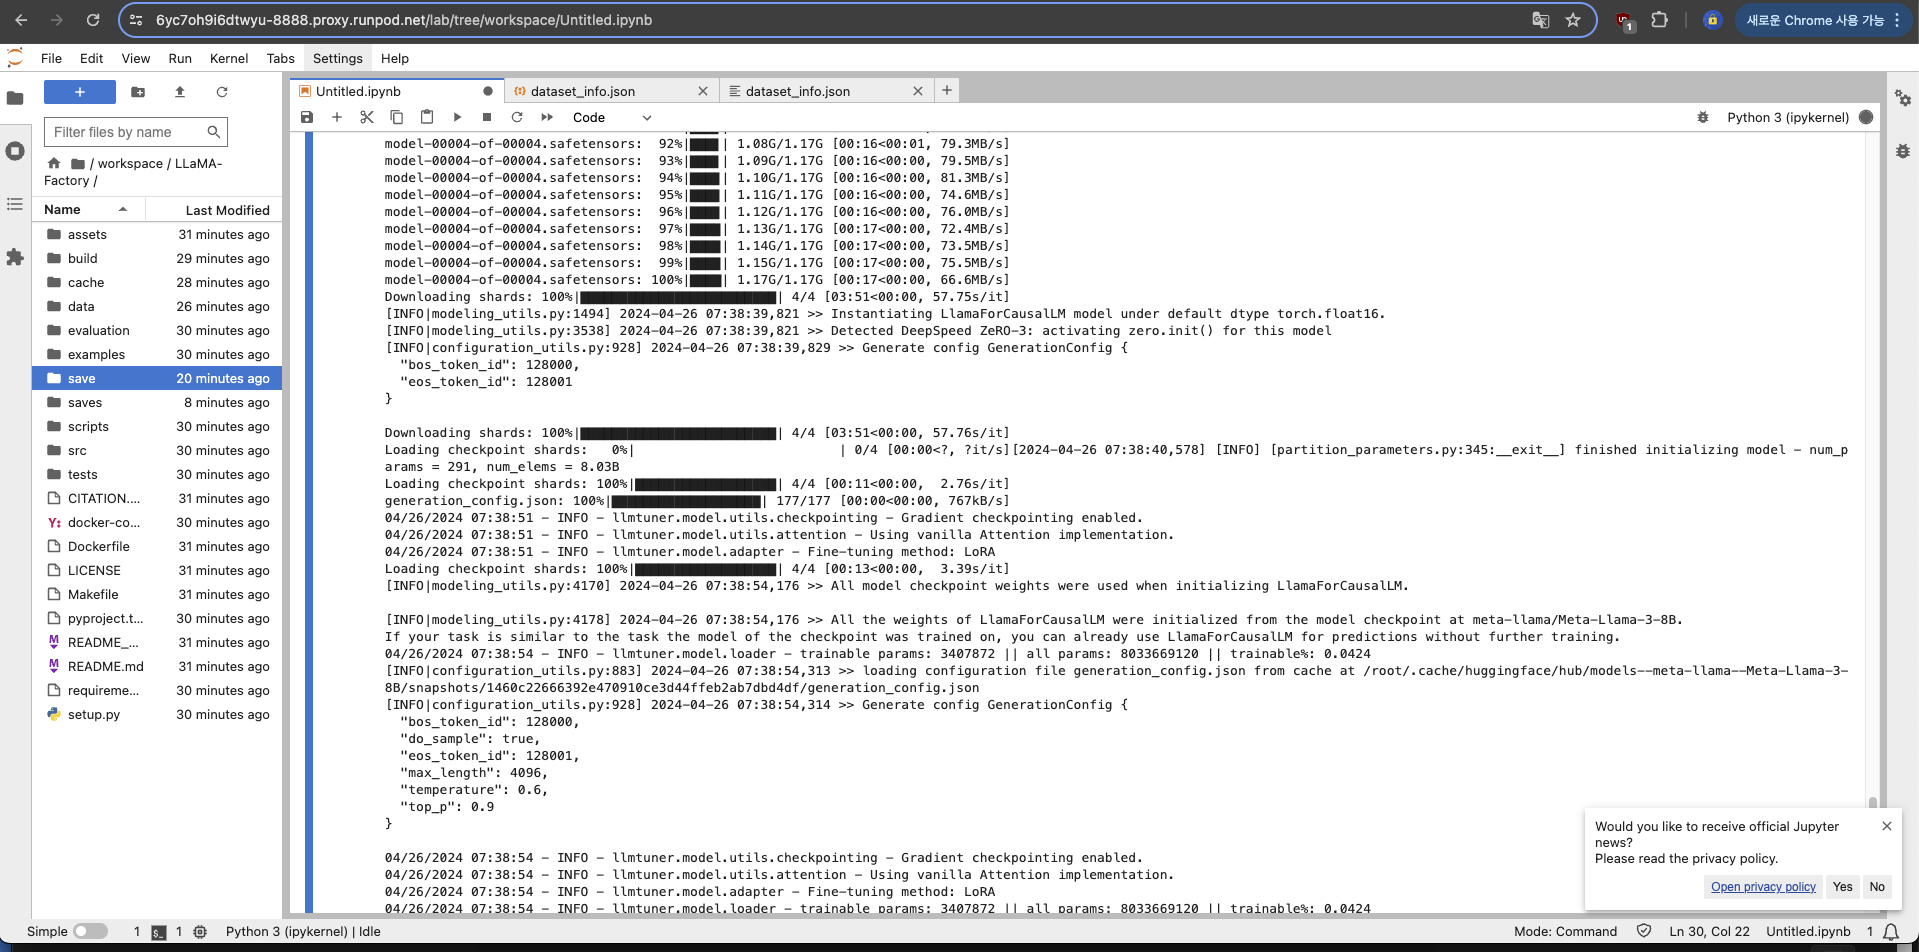 6yc7oh9i6dtwyu-8888.proxy.runpod.net/lab/tree/workspace/Untitled.ipynb
1
새로운 Chrome 사용 가능
File Edit View Run Kernel Tabs Settings Help
Untitled.ipynb
dataset_info.json
dataset_info.json
Code
Python 3 (ipykernel)
Filter files by name
/ workspace / LLaMA-
Factory /
Name Last Modified
assets 31 minutes ago
build 29 minutes ago
cache 28 minutes ago
data 26 minutes ago
evaluation 30 minutes ago
examples 30 minutes ago
save 20 minutes ago
saves 8 minutes ago
scripts 30 minutes ago
src 30 minutes ago
tests 30 minutes ago
CITATION.... 31 minutes ago
docker-co... 30 minutes ago
Dockerfile 31 minutes ago
LICENSE 31 minutes ago
Makefile 31 minutes ago
pyproject.t... 30 minutes ago
README_... 31 minutes ago
README.md 31 minutes ago
requireme... 30 minutes ago
setup.py 30 minutes ago
model-00004-of-00004.safetensors:  92%| | 1.08G/1.17G [00:16<00:01, 79.3MB/s]
model-00004-of-00004.safetensors:  93%| | 1.09G/1.17G [00:16<00:00, 79.5MB/s]
model-00004-of-00004.safetensors:  94%| | 1.10G/1.17G [00:16<00:00, 81.3MB/s]
model-00004-of-00004.safetensors:  95%| | 1.11G/1.17G [00:16<00:00, 74.6MB/s]
model-00004-of-00004.safetensors:  96%| | 1.12G/1.17G [00:16<00:00, 76.0MB/s]
model-00004-of-00004.safetensors:  97%| | 1.13G/1.17G [00:17<00:00, 72.4MB/s]
model-00004-of-00004.safetensors:  98%| | 1.14G/1.17G [00:17<00:00, 73.5MB/s]
model-00004-of-00004.safetensors:  99%| | 1.15G/1.17G [00:17<00:00, 75.5MB/s]
model-00004-of-00004.safetensors: 100%| | 1.17G/1.17G [00:17<00:00, 66.6MB/s]
Downloading shards: 100%| | 4/4 [03:51<00:00, 57.75s/it]
[INFO|modeling_utils.py:1494] 2024-04-26 07:38:39,821 >> Instantiating LlamaForCausalLM model under default dtype torch.float16.
[INFO|modeling_utils.py:3538] 2024-04-26 07:38:39,821 >> Detected DeepSpeed ZeRO-3: activating zero.init() for this model
[INFO|configuration_utils.py:928] 2024-04-26 07:38:39,829 >> Generate config GenerationConfig {
"bos_token_id": 128000,
"eos_token_id": 128001
}
Downloading shards: 100%| | 4/4 [03:51<00:00, 57.76s/it]
Loading checkpoint shards:   0%| | 0/4 [00:00<?, ?it/s][2024-04-26 07:38:40,578] [INFO] [partition_parameters.py:345:__exit__] finished initializing model - num_p
arams = 291, num_elems = 8.03B
Loading checkpoint shards: 100%| | 4/4 [00:11<00:00,  2.76s/it]
generation_config.json: 100%| | 177/177 [00:00<00:00, 767kB/s]
04/26/2024 07:38:51 - INFO - llmtuner.model.utils.checkpointing - Gradient checkpointing enabled.
04/26/2024 07:38:51 - INFO - llmtuner.model.utils.attention - Using vanilla Attention implementation.
04/26/2024 07:38:51 - INFO - llmtuner.model.adapter - Fine-tuning method: LoRA
Loading checkpoint shards: 100%| | 4/4 [00:13<00:00,  3.39s/it]
[INFO|modeling_utils.py:4170] 2024-04-26 07:38:54,176 >> All model checkpoint weights were used when initializing LlamaForCausalLM.
[INFO|modeling_utils.py:4178] 2024-04-26 07:38:54,176 >> All the weights of LlamaForCausalLM were initialized from the model checkpoint at meta-llama/Meta-Llama-3-8B.
If your task is similar to the task the model of the checkpoint was trained on, you can already use LlamaForCausalLM for predictions without further training.
04/26/2024 07:38:54 - INFO - llmtuner.model.loader - trainable params: 3407872 || all params: 8033669120 || trainable%: 0.0424
[INFO|configuration_utils.py:883] 2024-04-26 07:38:54,313 >> loading configuration file generation_config.json from cache at /root/.cache/huggingface/hub/models--meta-llama--Meta-Llama-3-
8B/snapshots/1460c22666392e470910ce3d44ffeb2ab7dbd4df/generation_config.json
[INFO|configuration_utils.py:928] 2024-04-26 07:38:54,314 >> Generate config GenerationConfig {
"bos_token_id": 128000,
"do_sample": true,
"eos_token_id": 128001,
"max_length": 4096,
"temperature": 0.6,
"top_p": 0.9
}
04/26/2024 07:38:54 - INFO - llmtuner.model.utils.checkpointing - Gradient checkpointing enabled.
04/26/2024 07:38:54 - INFO - llmtuner.model.utils.attention - Using vanilla Attention implementation.
04/26/2024 07:38:54 - INFO - llmtuner.model.adapter - Fine-tuning method: LoRA
04/26/2024 07:38:54 - INFO - llmtuner.model.loader - trainable params: 3407872 || all params: 8033669120 || trainable%: 0.0424
Would you like to receive official Jupyter
news?
Please read the privacy policy.
Open privacy policy Yes No
Simple 1 1 Python 3 (ipykernel) | Idle Mode: Command Ln 30, Col 22 Untitled.ipynb 1